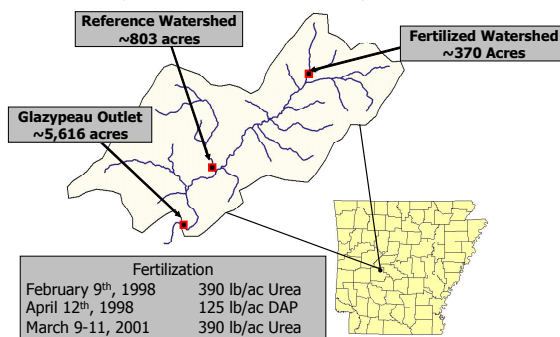 Reference Watershed
~803 acres
Fertilized Watershed
~370 Acres
Glazypeau Outlet
~5,616 acres
Fertilization
February 9th, 1998 390 lb/ac Urea
April 12th, 1998 125 lb/ac DAP
March 9-11, 2001 390 lb/ac Urea